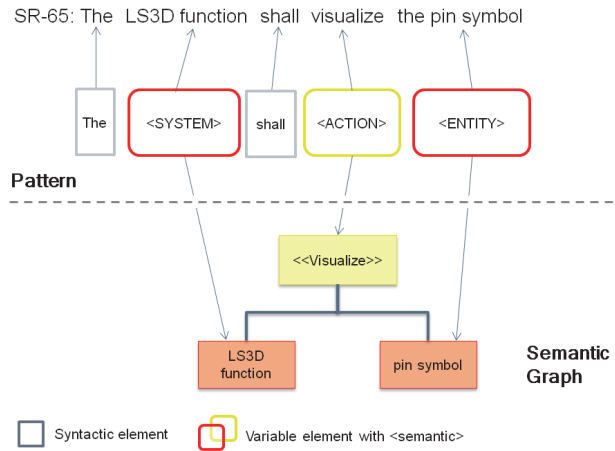 SR-65: The LS3D function shall visualize the pin symbol
The <SYSTEM> shall <ACTION> <ENTITY>
Pattern
<<Visualize>>
LS3D
function
pin symbol
Semantic
Graph
Syntactic element
Variable element with <semantic>